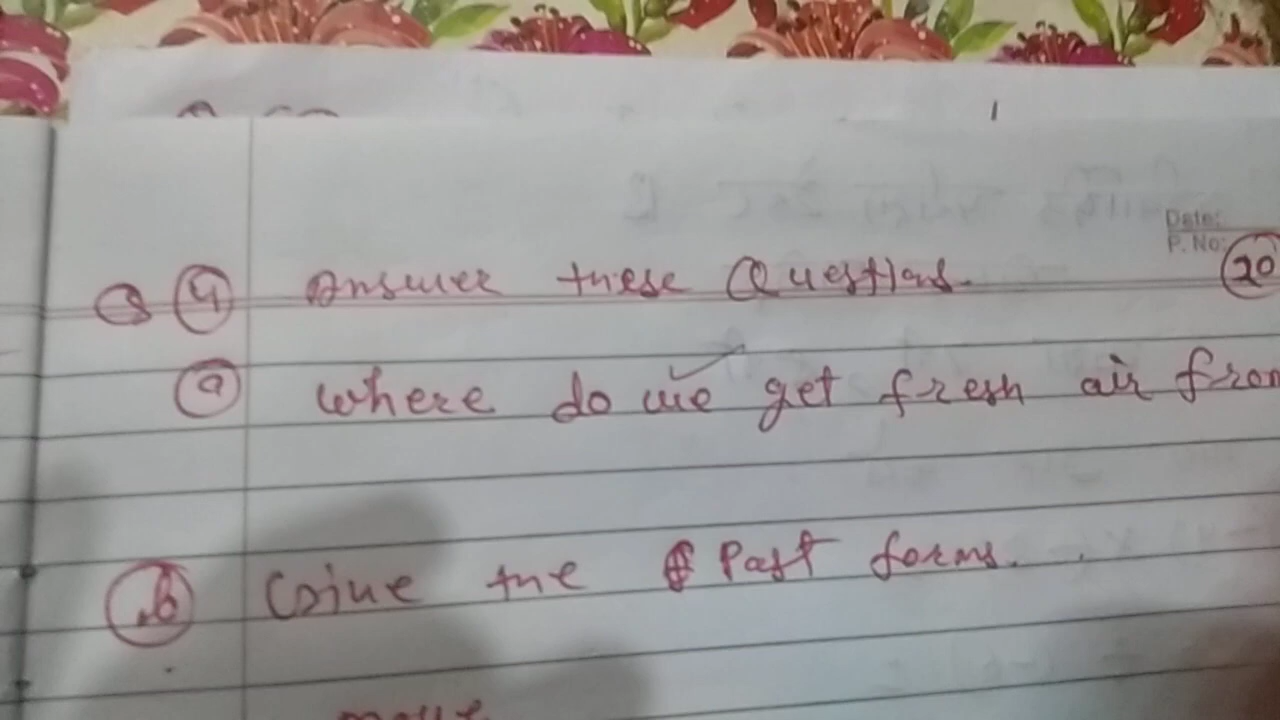 Date:
P. No:
Q 4 Answer these Questions. 20
a where do we get fresh air from
b Give the Past forms.